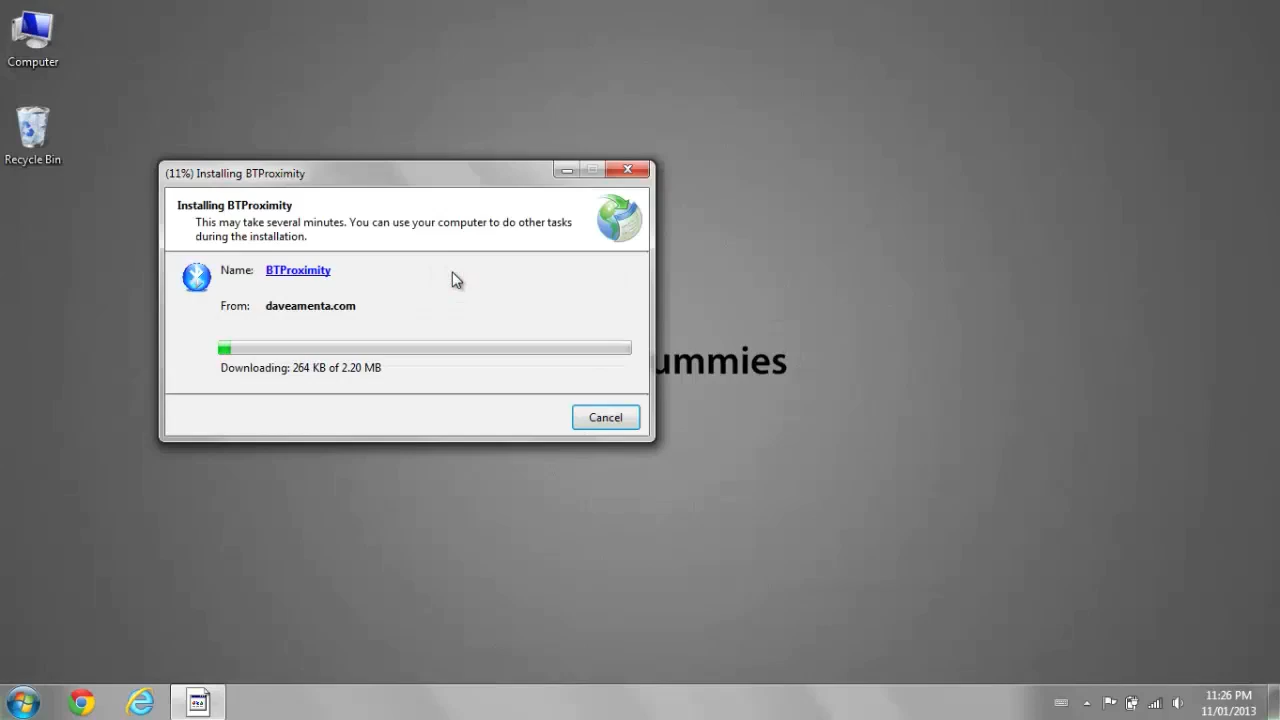 Computer
Recycle Bin
(11%) Installing BTProximity
Installing BTProximity
This may take several minutes. You can use your computer to do other tasks
during the installation.
Name: BTProximity
From: daveamenta.com
Downloading: 264 KB of 2.20 MB
Cancel
ummies
11:26 PM
11/01/2013